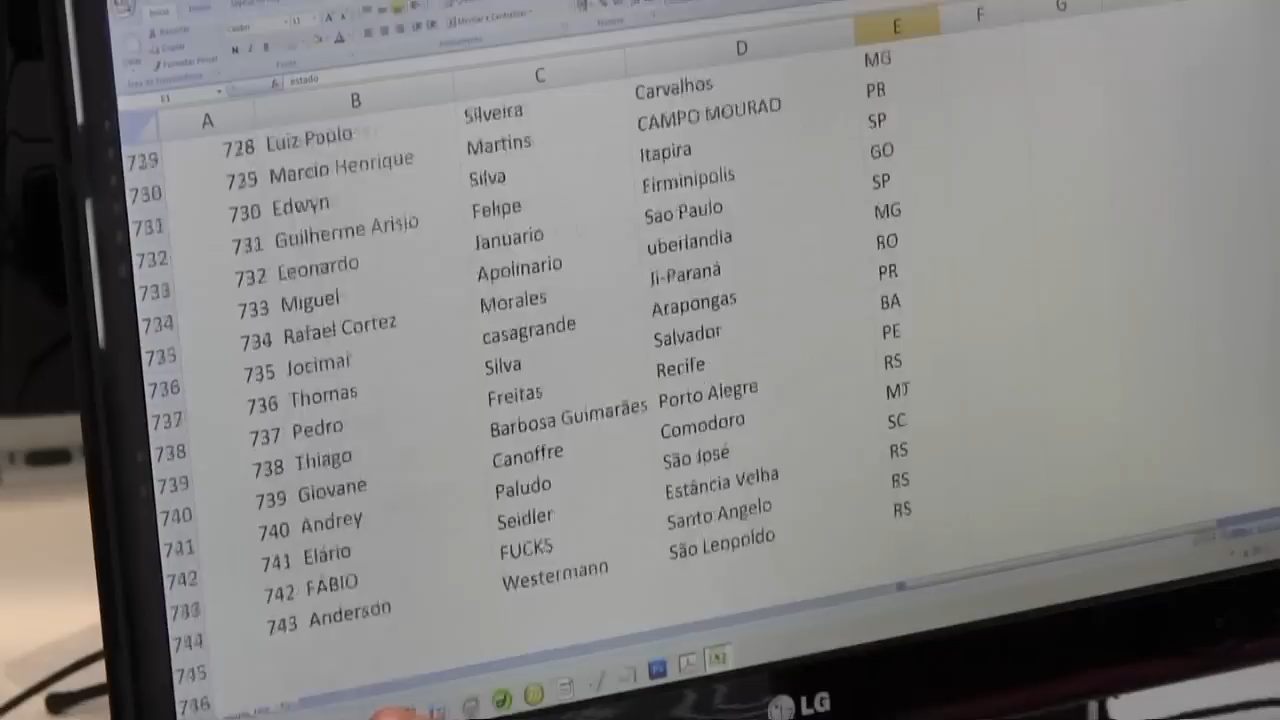 E1 estado
A B C D E F G
729 728 Luiz Paulo Silveira Carvalhos MG
730 729 Marcio Henrique Martins CAMPO MOURAO PR
731 730 Edwyn Silva Itapira SP
732 731 Guilherme Felipe Firminipolis GO
733 732 Leonardo Januario Sao Paulo SP
734 733 Miguel Apolinario uberlandia MG
735 734 Rafael Cortez Morales Ji-Paraná RO
736 735 Jocimar casagrande Arapongas PR
737 736 Thomas Silva Salvador BA
738 737 Pedro Freitas Recife PE
739 738 Thiago Barbosa Guimarães Porto Alegre RS
740 739 Giovane Canoffre Comodoro MT
741 740 Andrey Paludo São José SC
742 741 Elário Seidler Estância Velha RS
743 742 FABIO FUCKS Santo Angelo RS
744 743 Anderson Westermann São Leopoldo RS
745
746
LG